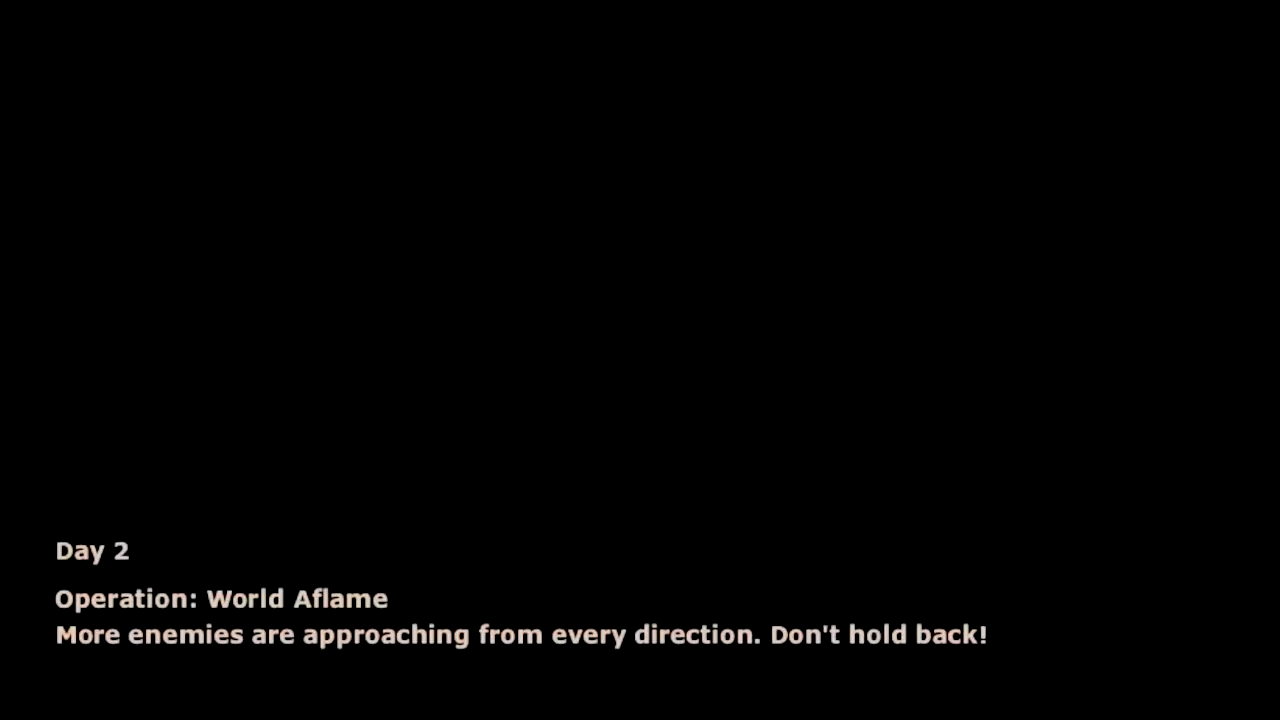 Day 2
Operation: World Aflame
More enemies are approaching from every direction. Don't hold back!